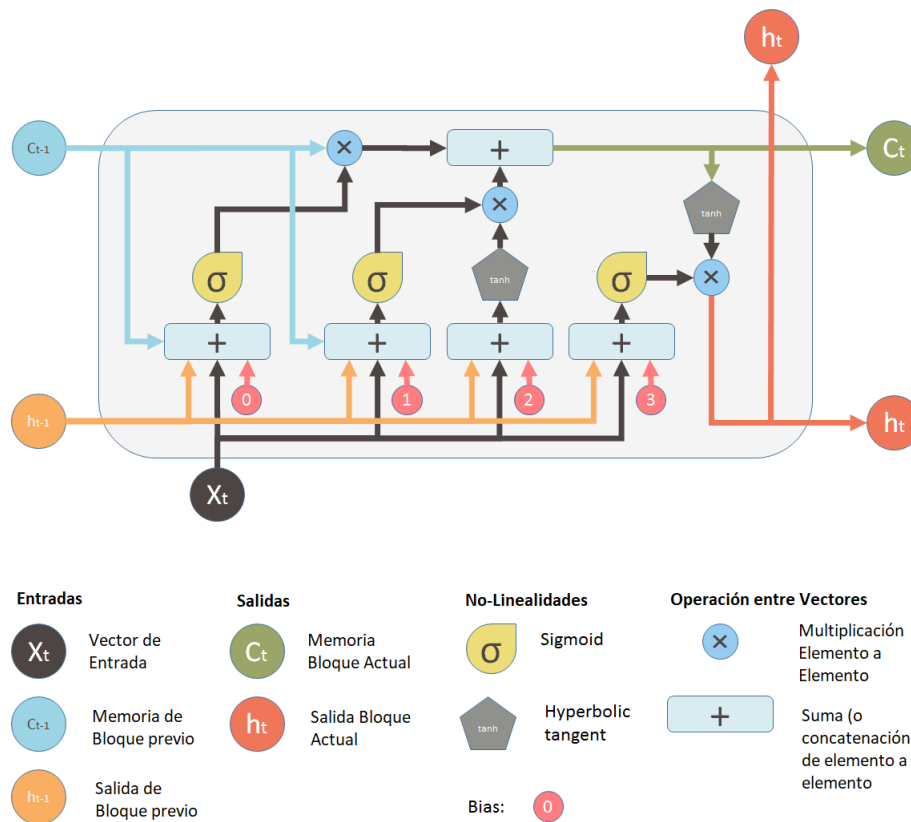 ht
Ct-1
×
+
Ct
tanh
×
σ
σ
tanh
σ
×
+
+
+
+
0
1
2
3
ht-1
ht
Xt
Entradas
Salidas
No-Linealidades
Operación entre Vectores
Xt
Vector de
Entrada
Ct
Memoria
Bloque Actual
σ
Sigmoid
×
Multiplicación
Elemento a
Elemento
Ct-1
Memoria de
Bloque previo
ht
Salida Bloque
Actual
tanh
Hyperbolic
tangent
+
Suma (o
concatenación
de elemento a
elemento
ht-1
Salida de
Bloque previo
Bias:
0